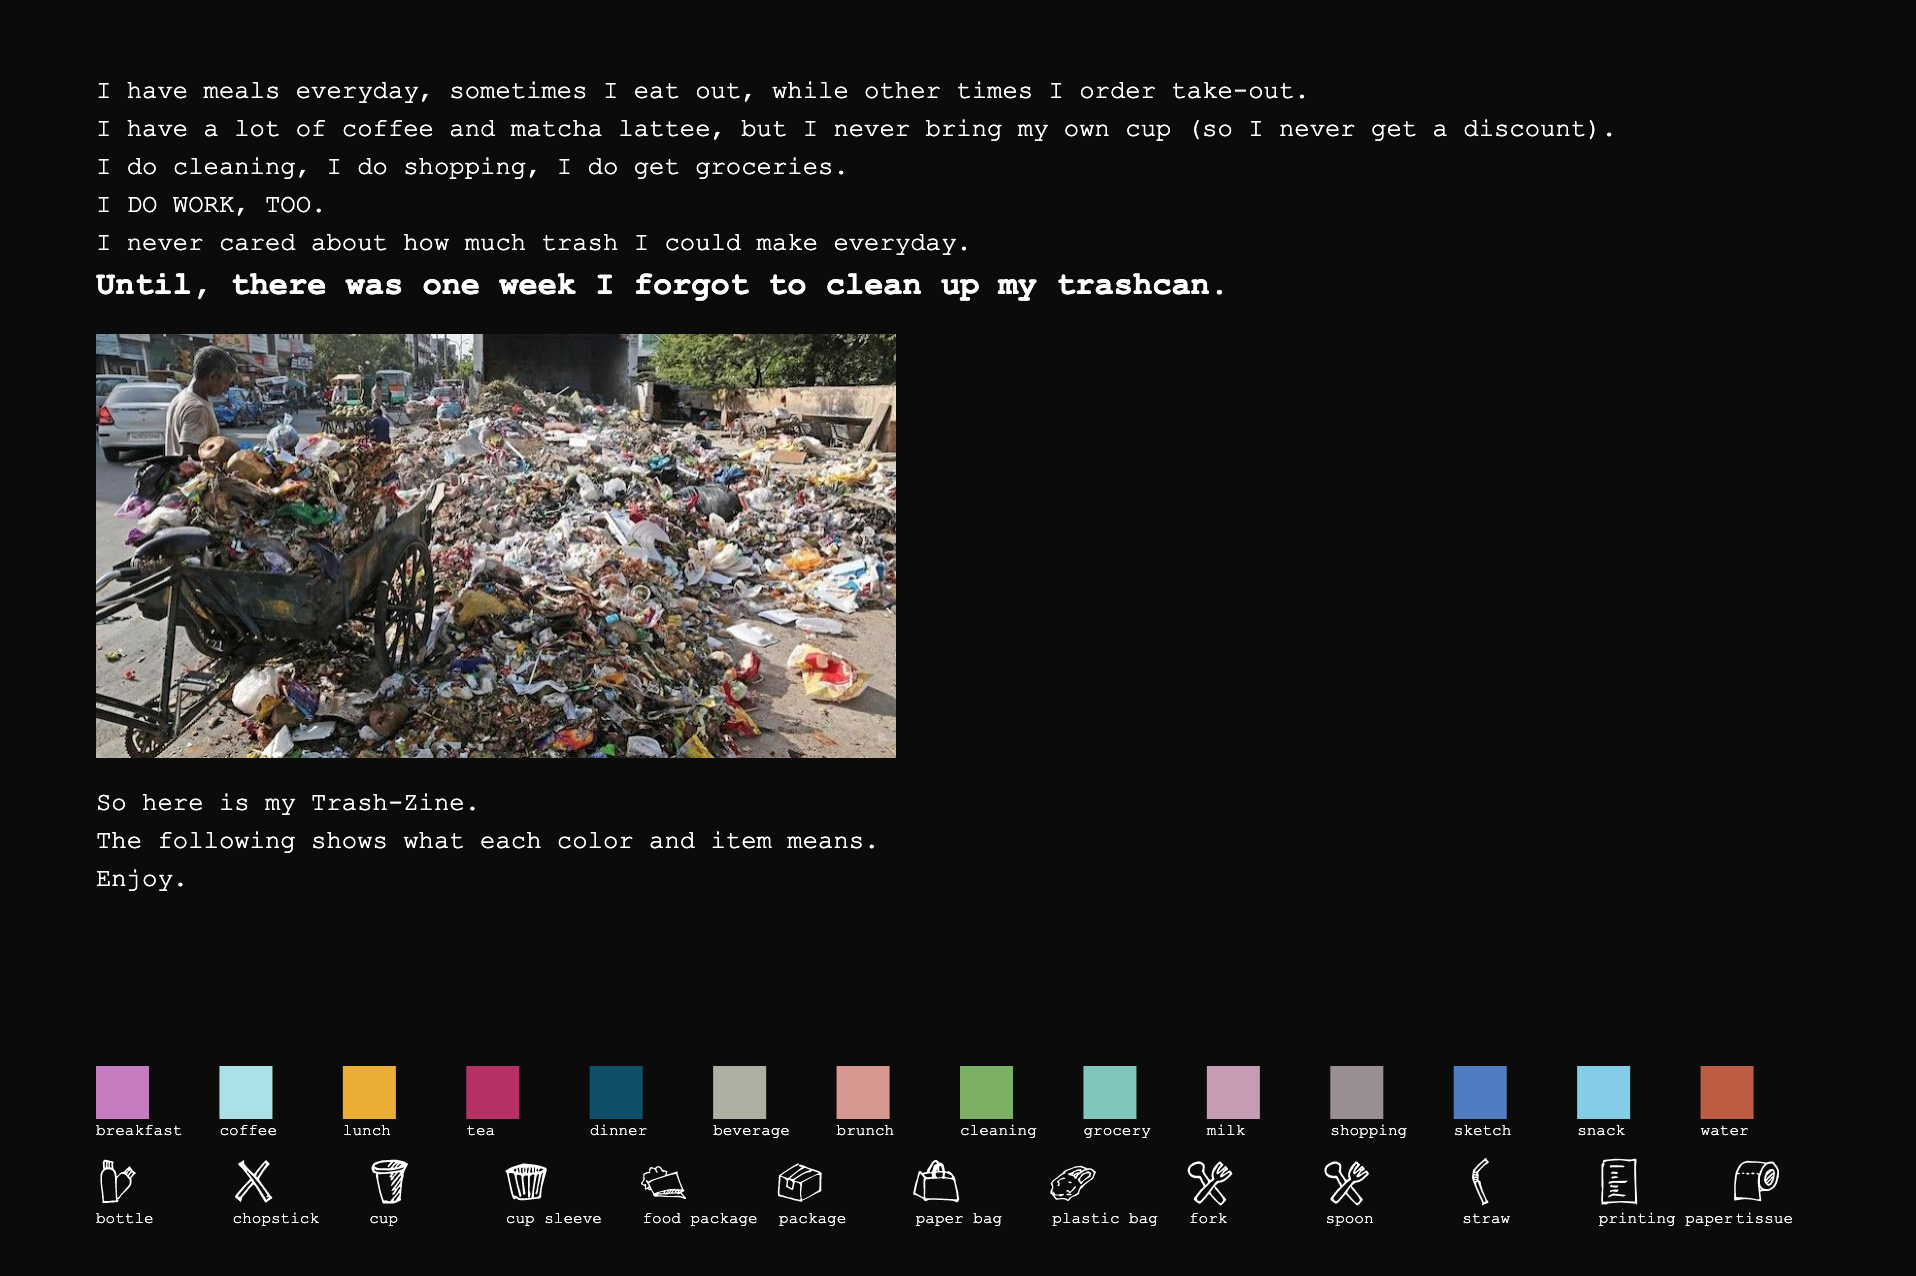 I have meals everyday, sometimes I eat out, while other times I order take-out.
I have a lot of coffee and matcha lattee, but I never bring my own cup (so I never get a discount).
I do cleaning, I do shopping, I do get groceries.
I DO WORK, TOO.
I never cared about how much trash I could make everyday.
Until, there was one week I forgot to clean up my trashcan.
So here is my Trash-Zine.
The following shows what each color and item means.
Enjoy.
breakfast coffee lunch tea dinner beverage brunch cleaning grocery milk shopping sketch snack water
bottle chopstick cup cup sleeve food package package paper bag plastic bag fork spoon straw printing paper tissue